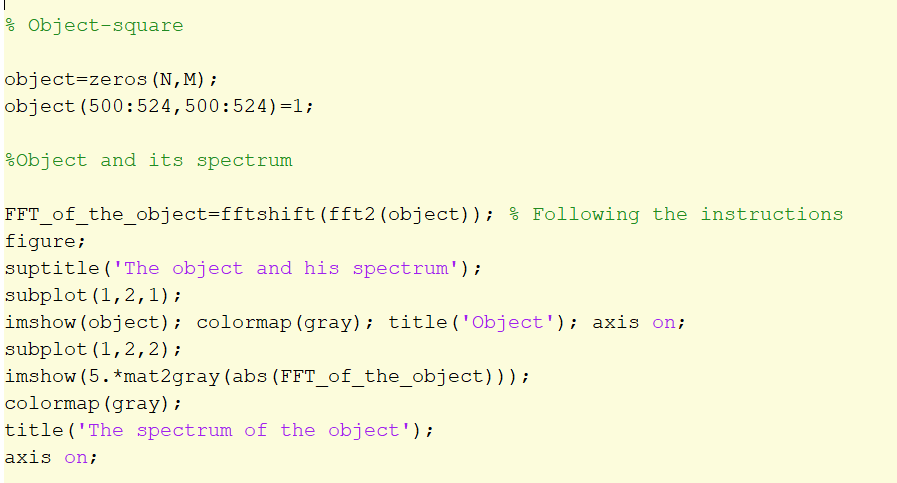 % Object-square
object=zeros(N,M);
object(500:524,500:524)=1;
%Object and its spectrum
FFT_of_the_object=fftshift(fft2(object)); % Following the instructions
figure;
suptitle('The object and his spectrum');
subplot(1,2,1);
imshow(object); colormap(gray); title('Object'); axis on;
subplot(1,2,2);
imshow(5.*mat2gray(abs(FFT_of_the_object)));
colormap(gray);
title('The spectrum of the object');
axis on;